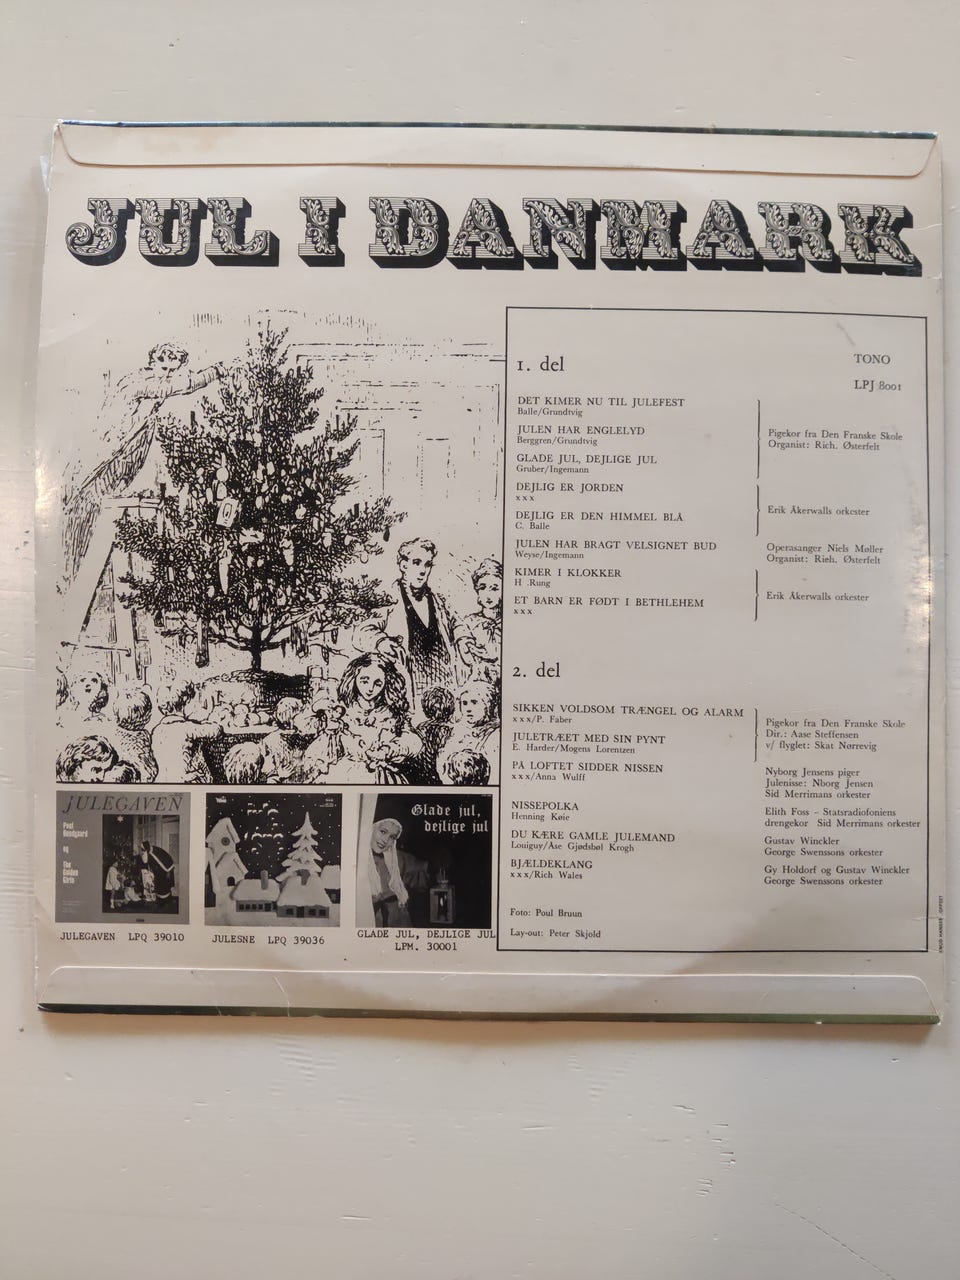 JUL I DANMARK
1. del
TONO
LPJ 8001
DET KIMER NU TIL JULEFEST
Balle/Grundtvig
JULEN HAR ENGLELYD
Berggren/Grundtvig
GLADE JUL, DEJLIGE JUL
Gruber/Ingemann
Pigekor fra Den Franske Skole
Organist: Rich. Østerfelt
DEJLIG ER JORDEN
x x x
DEJLIG ER DEN HIMMEL BLÅ
C. Balle
Erik Åkerwalls orkester
JULEN HAR BRAGT VELSIGNET BUD
Weyse/Ingemann
Operasanger Niels Møller
Organist: Rich. Østerfelt
KIMER I KLOKKER
H .Rung
ET BARN ER FØDT I BETHLEHEM
x x x
Erik Åkerwalls orkester
2. del
SIKKEN VOLDSOM TRÆNGEL OG ALARM
x x x/P. Faber
JULETRÆET MED SIN PYNT
E. Harder/Mogens Lorentzen
Pigekor fra Den Franske Skole
Dir.: Aase Steffensen
v/ flyglet: Skat Nørrevig
PÅ LOFTET SIDDER NISSEN
x x x/Anna Wulff
Nyborg Jensens piger
Julenisse: Nborg Jensen
Sid Merrimans orkester
NISSEPOLKA
Henning Køie
Elith Foss – Statsradiofoniens
drengekor Sid Merrimans orkester
DU KÆRE GAMLE JULEMAND
Louiguy/Åse Gjødsbøl Krogh
Gustav Winckler
George Swenssons orkester
BJÆLDEKLANG
x x x/Rich Wales
Gy Holdorf og Gustav Winckler
George Swenssons orkester
Foto: Poul Bruun
Lay-out: Peter Skjold
JULEGAVEN
Poul
Bundgaard
og
The
Golden
Girls
Glade jul,
dejlige jul
JULEGAVEN LPQ 39010
JULESNE LPQ 39036
GLADE JUL, DEJLIGE JUL
LPM. 30001